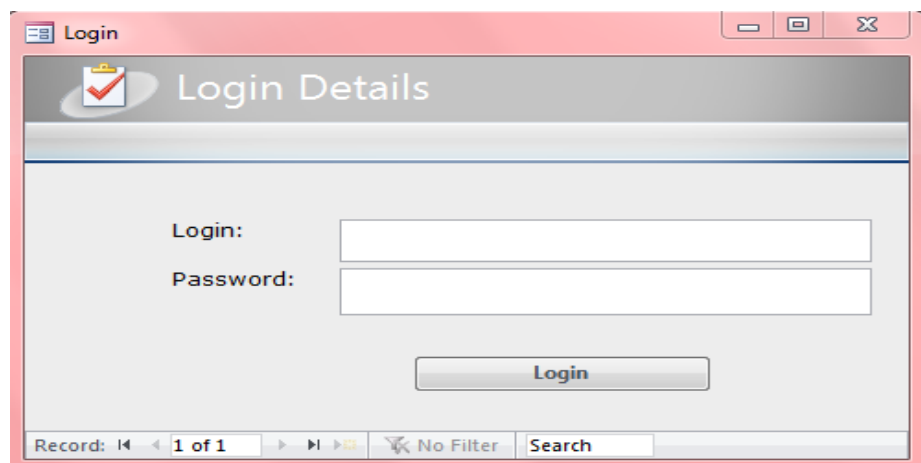 Login
Login Details
Login:
Password:
Login
Record: 1 of 1 No Filter Search